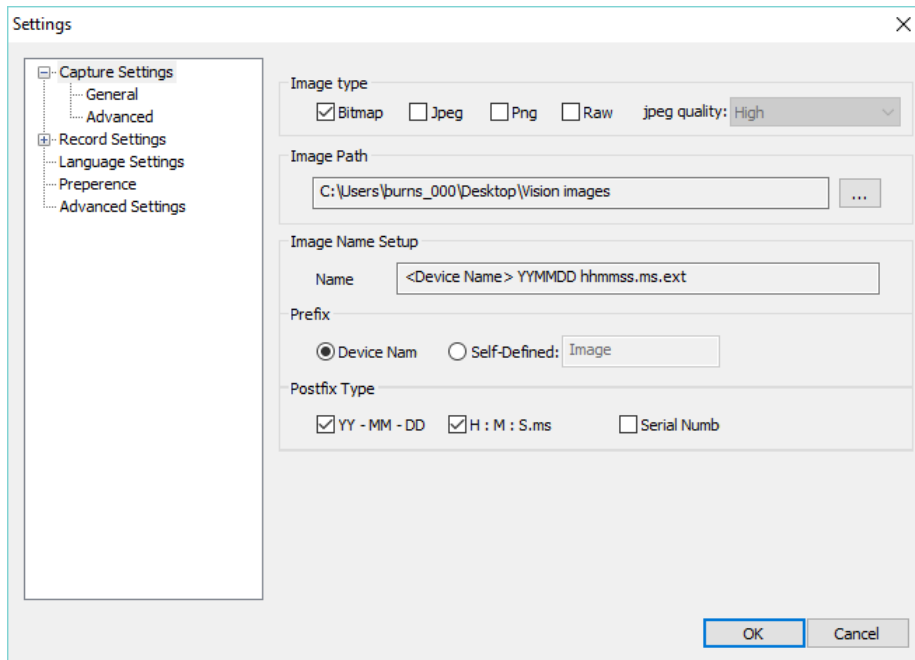 Settings
Capture Settings
General
Advanced
Record Settings
Language Settings
Preperence
Advanced Settings
Image type
Bitmap Jpeg Png Raw jpeg quality: High
Image Path
C:\Users\burns_000\Desktop\Vision images ...
Image Name Setup
Name <Device Name> YYMMDD hhmmss.ms.ext
Prefix
Device Nam Self-Defined: Image
Postfix Type
YY - MM - DD H : M : S.ms Serial Numb
OK Cancel